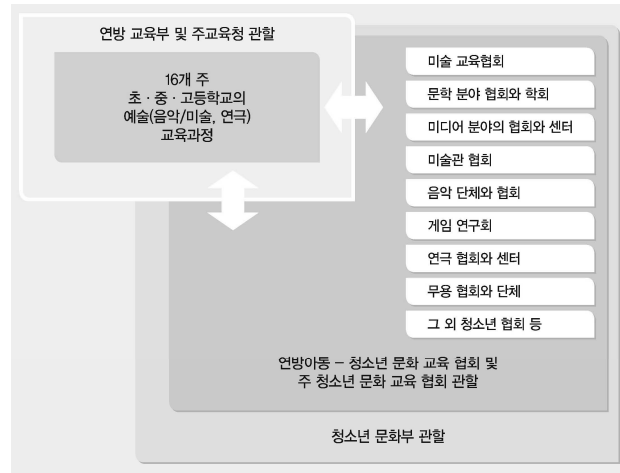 연방 교육부 및 주교육청 관할
16개 주
초 · 중 · 고등학교의
예술(음악/미술, 연극)
교육과정
미술 교육협회
문학 분야 협회와 학회
미디어 분야의 협회와 센터
미술관 협회
음악 단체와 협회
게임 연구회
연극 협회와 센터
무용 협회와 단체
그 외 청소년 협회 등
연방아동 – 청소년 문화 교육 협회 및
주 청소년 문화 교육 협회 관할
청소년 문화부 관할